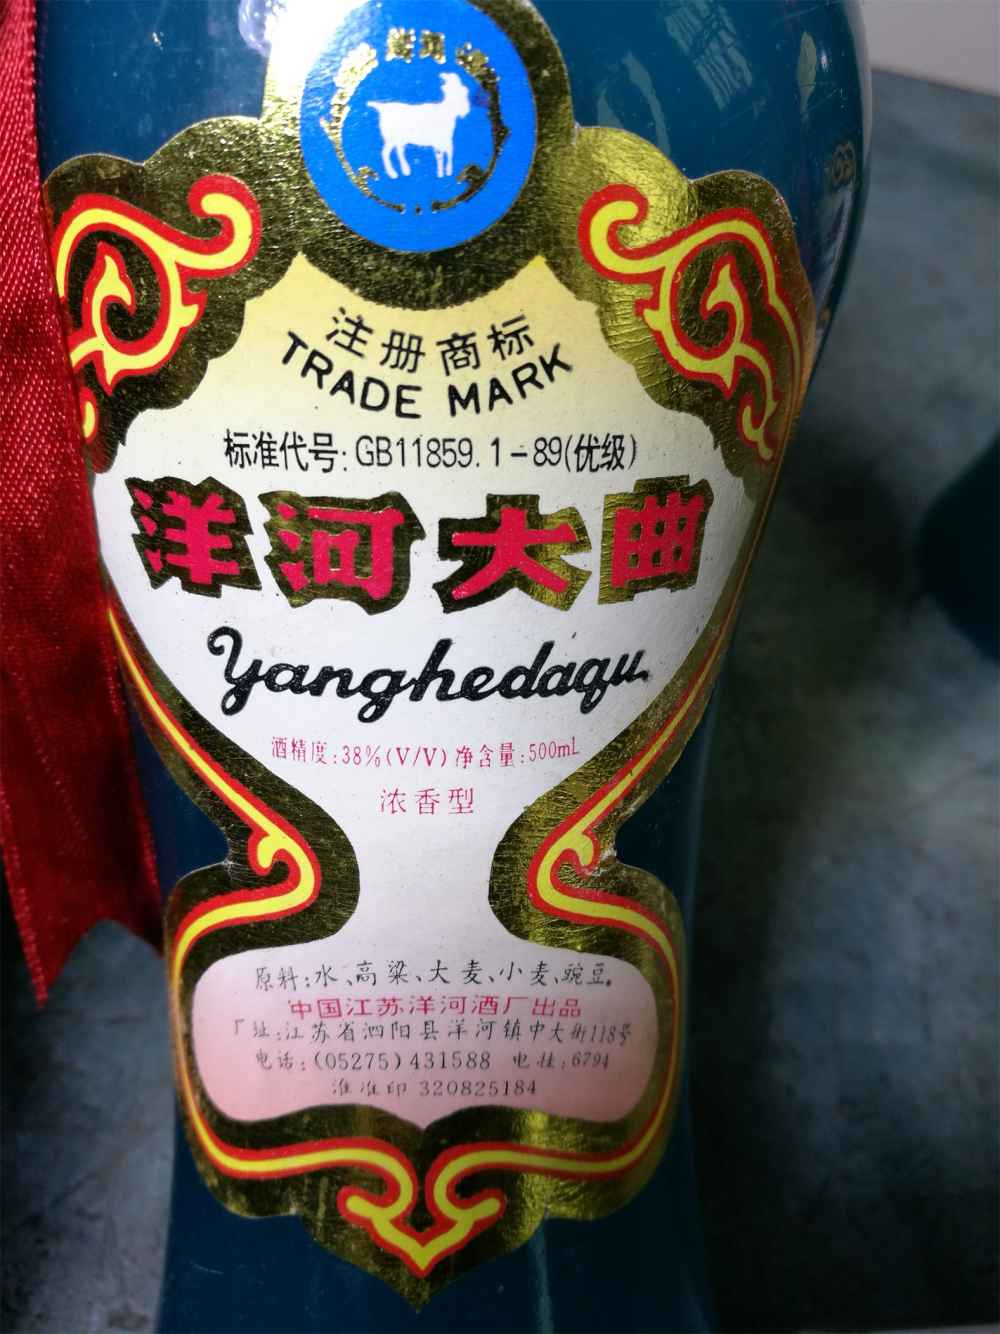 注册商标
TRADE MARK
标准代号:GB11859.1-89(优级)
洋河大曲
Yanghedaqu
酒精度:38%(V/V) 净含量:500mL
浓香型
原料:水、高粱、大麦、小麦、豌豆。
中国江苏洋河酒厂出品
厂址:江苏省泗阳县洋河镇中大街118号
电话:(05275)431588 电挂:6794
淮准印 320825184